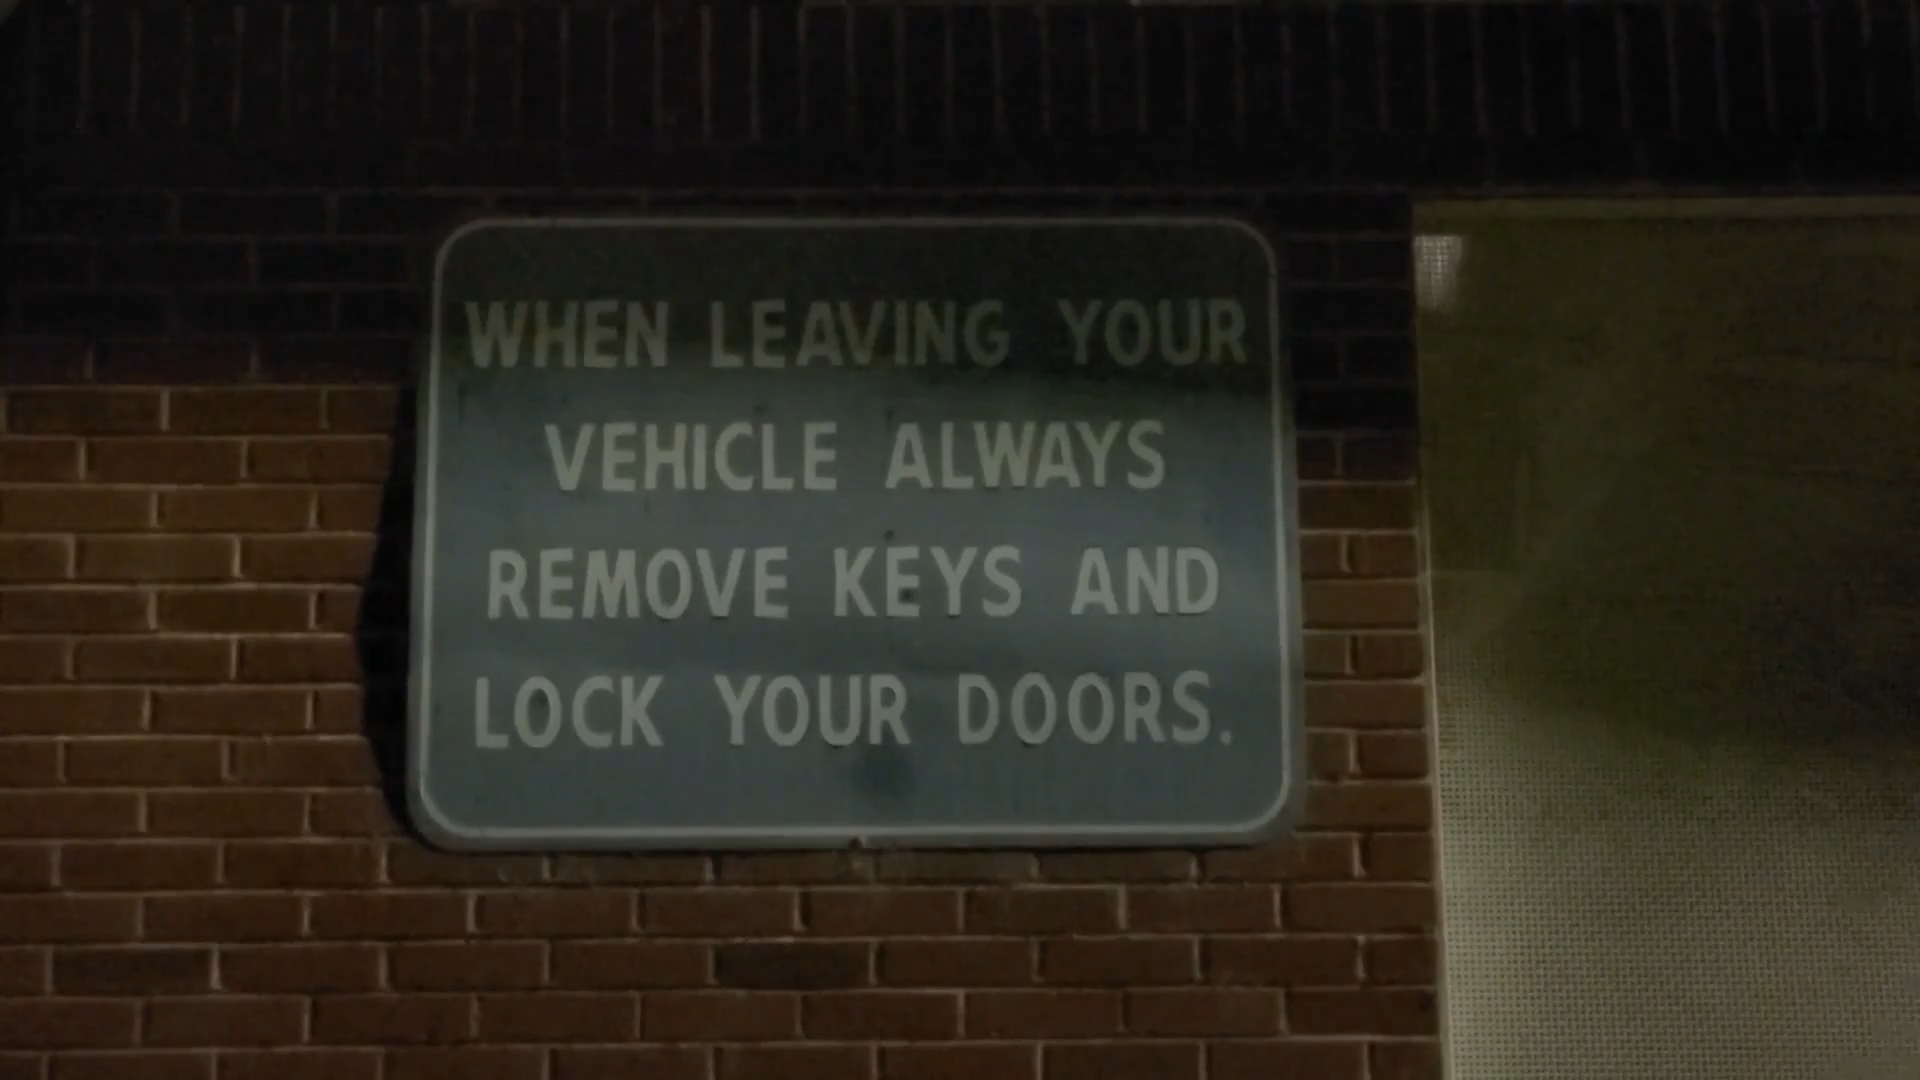 WHEN LEAVING YOUR
VEHICLE ALWAYS
REMOVE KEYS AND
LOCK YOUR DOORS.